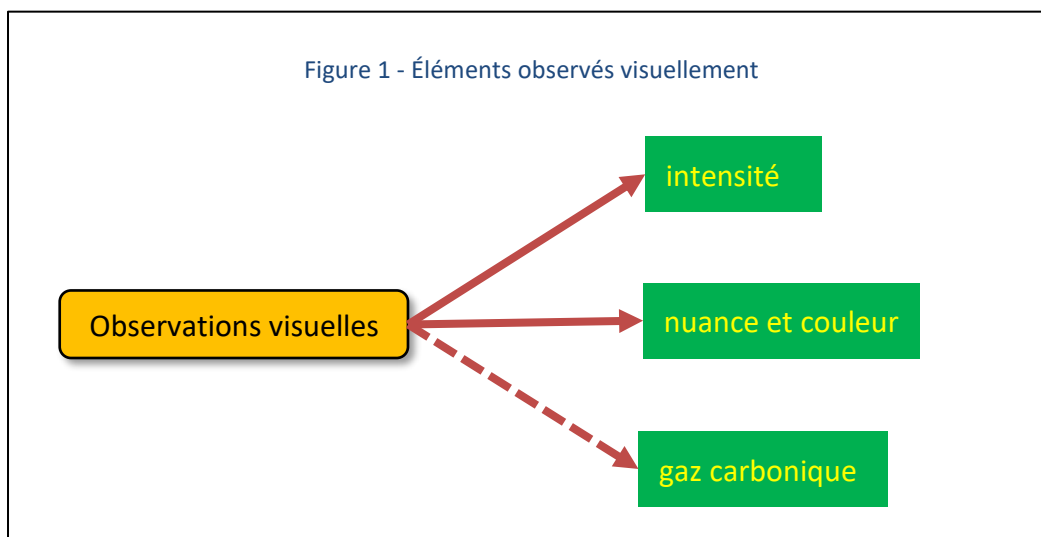 Figure 1 - Éléments observés visuellement
intensité
Observations visuelles
nuance et couleur
gaz carbonique